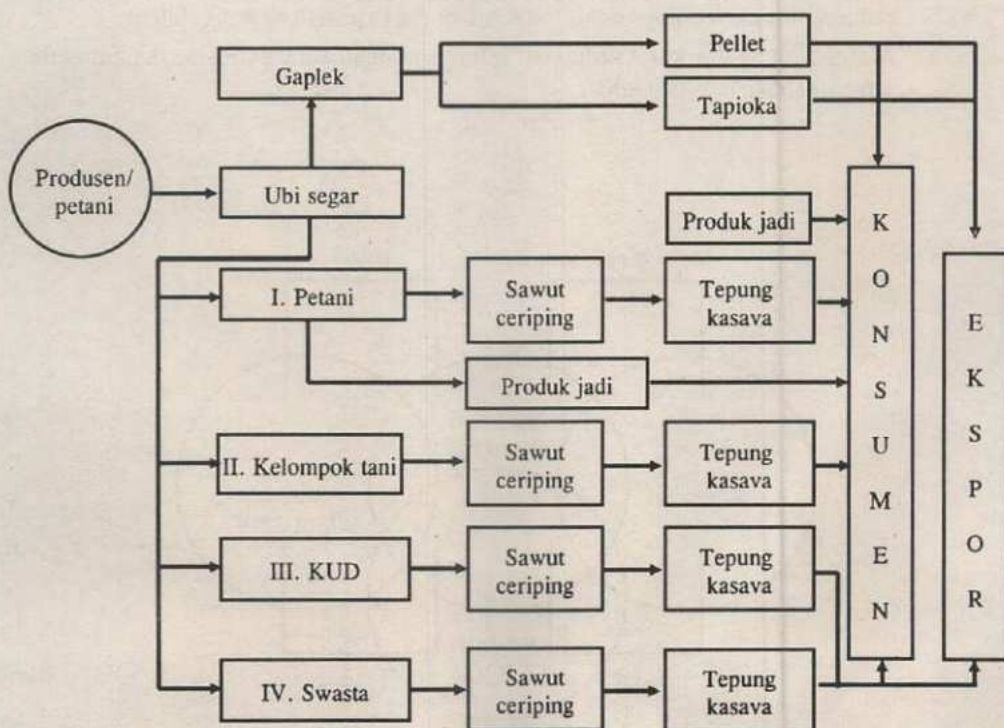 Pellet
Gaplek
Tapioka
Produsen/
petani
Ubi segar
Produk jadi
I. Petani
Sawut
ceriping
Tepung
kasava
Produk jadi
II. Kelompok tani
Sawut
ceriping
Tepung
kasava
III. KUD
Sawut
ceriping
Tepung
kasava
IV. Swasta
Sawut
ceriping
Tepung
kasava
K
O
N
S
U
M
E
N
E
K
S
P
O
R